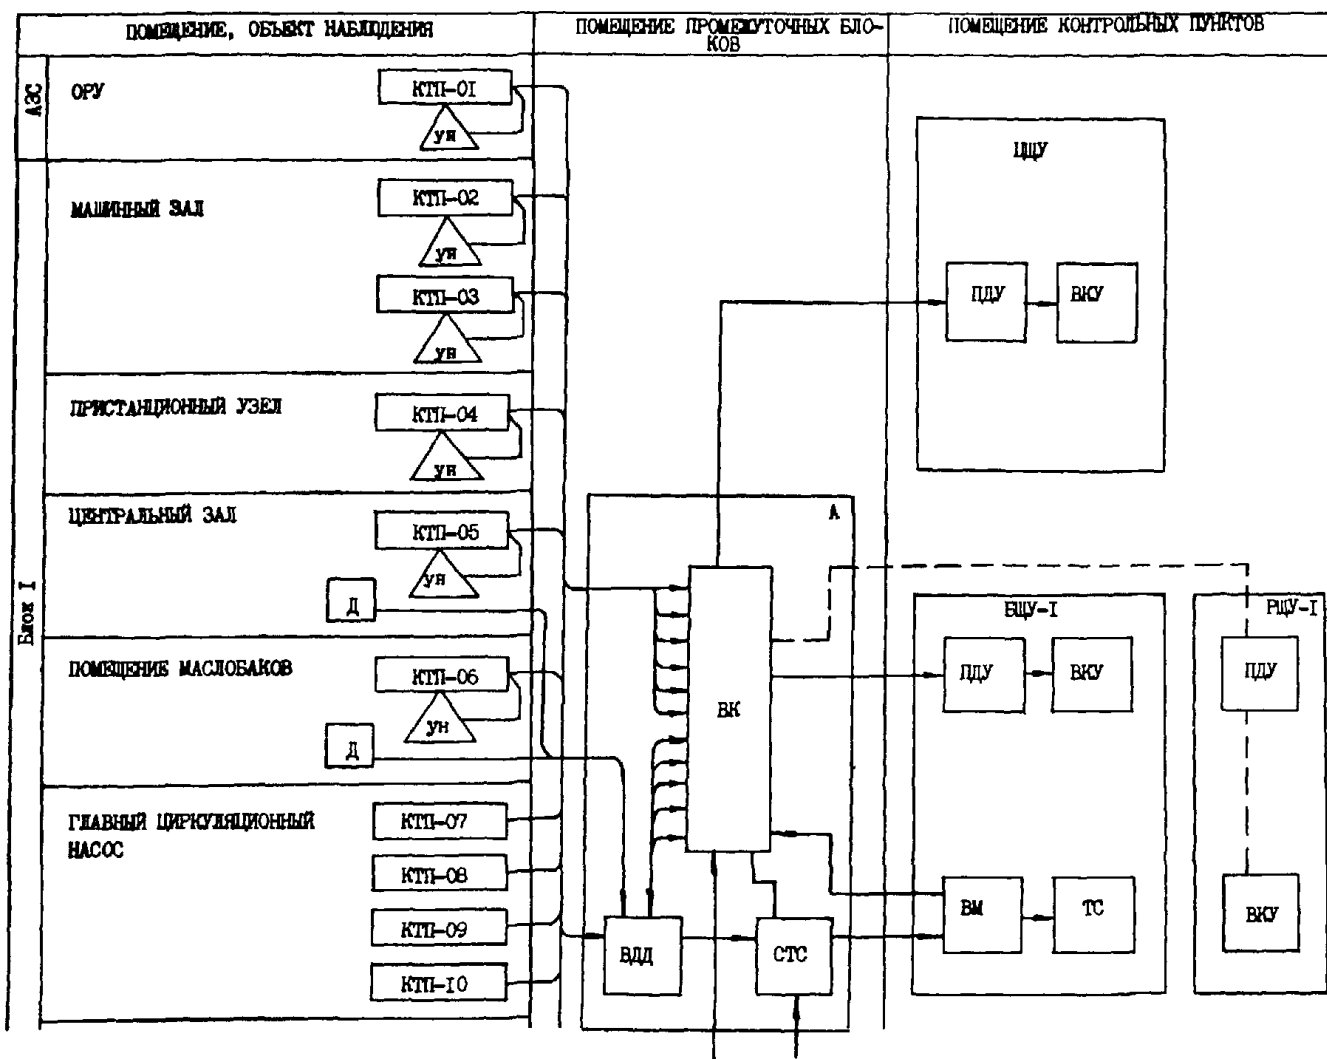 ПОМЕЩЕНИЕ, ОБЪЕКТ НАБЛЮДЕНИЯ
ПОМЕЩЕНИЕ ПРОМЕЖУТОЧНЫХ БЛО-
КОВ
ПОМЕЩЕНИЕ КОНТРОЛЬНЫХ ПУНКТОВ
АЭС
ОРУ
КТП-01
УН
ЦЩУ
МАШИННЫЙ ЗАЛ
КТП-02
УН
КТП-03
УН
ПДУ
ВКУ
ПРИСТАНЦИОННЫЙ УЗЕЛ
КТП-04
УН
Блок I
ЦЕНТРАЛЬНЫЙ ЗАЛ
КТП-05
УН
Д
А
БЩУ-I
РЩУ-I
ПОМЕЩЕНИЕ МАСЛОБАКОВ
КТП-06
УН
Д
ВК
ПДУ
ВКУ
ПДУ
ГЛАВНЫЙ ЦИРКУЛЯЦИОННЫЙ
НАСОС
КТП-07
КТП-08
КТП-09
КТП-10
ВДД
СТС
ВМ
ТС
ВКУ